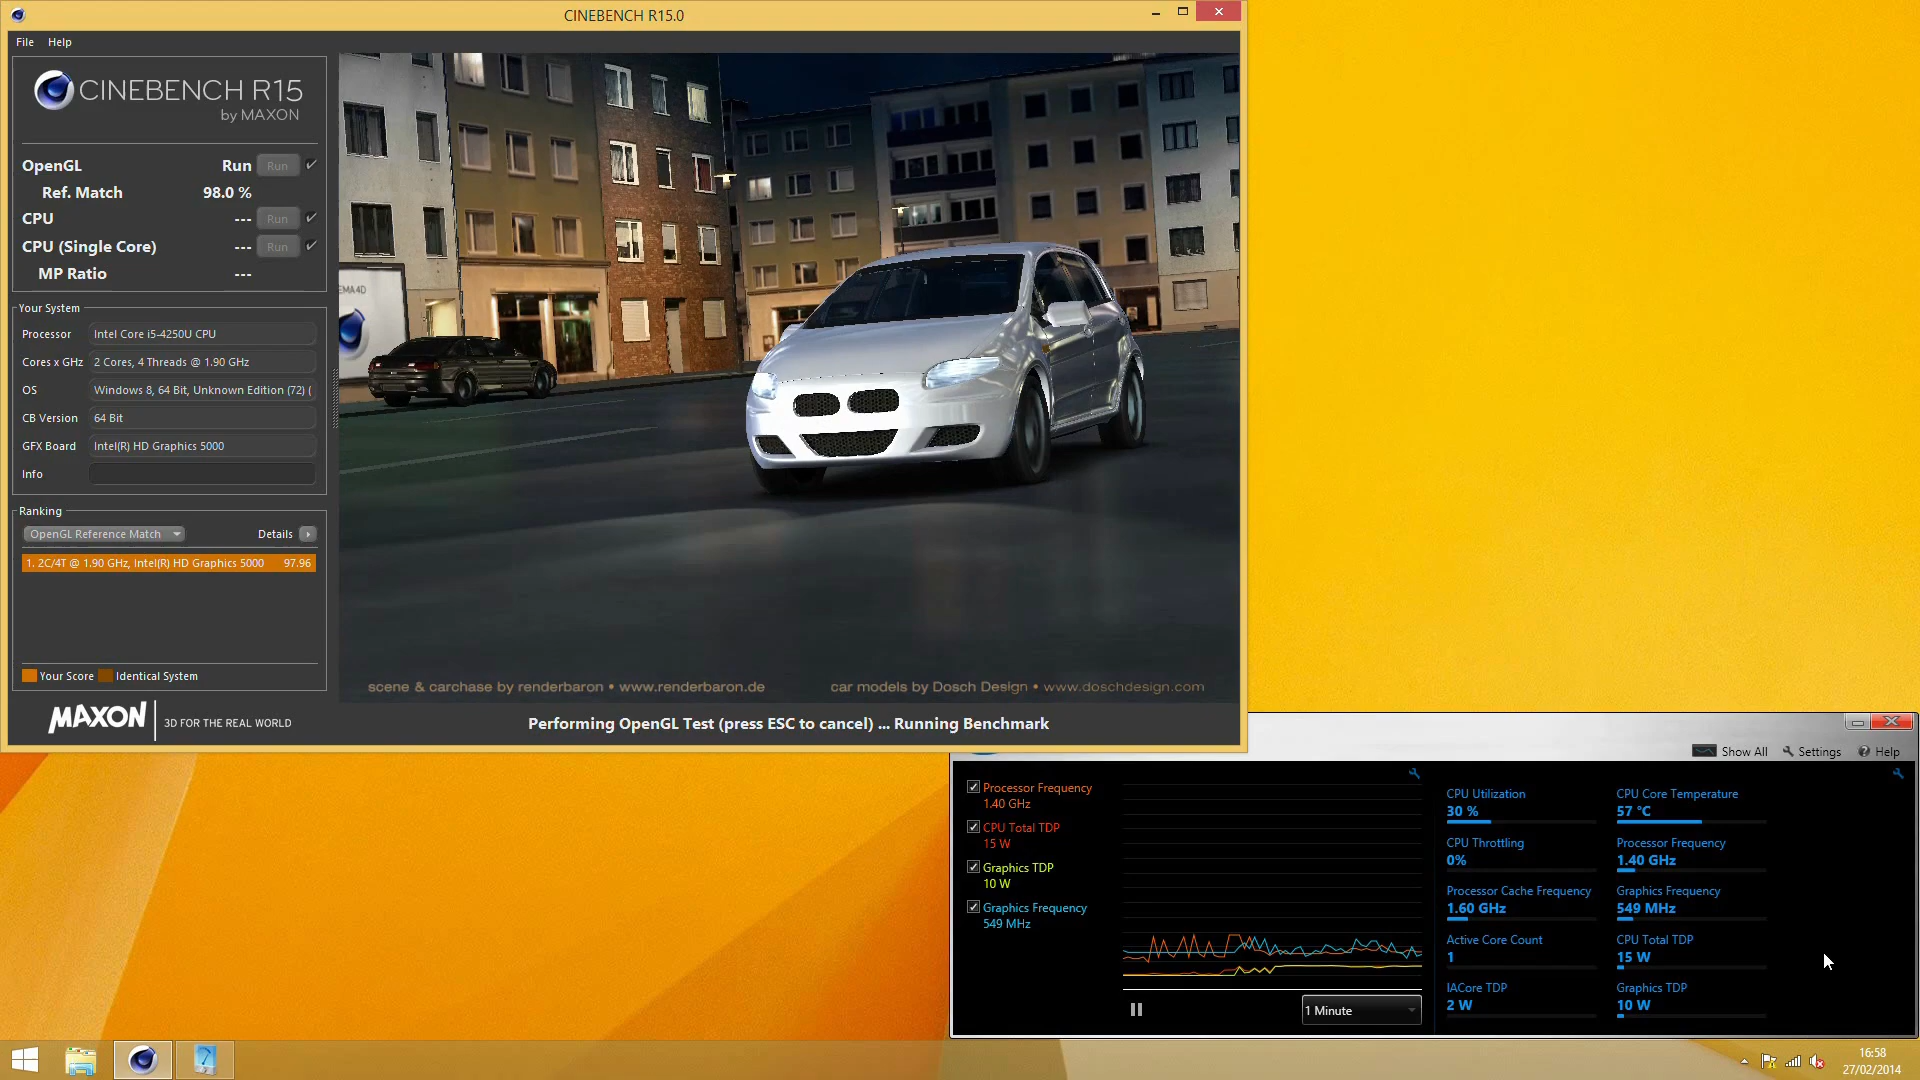 CINEBENCH R15.0
File Help
CINEBENCH R15
by MAXON
OpenGL Run Run
Ref. Match 98.0 %
CPU --- Run
CPU (Single Core) --- Run
MP Ratio ---
Your System
Processor Intel Core i5-4250U CPU
Cores x GHz 2 Cores, 4 Threads @ 1.90 GHz
OS Windows 8, 64 Bit, Unknown Edition (72) (
CB Version 64 Bit
GFX Board Intel(R) HD Graphics 5000
Info
Ranking
OpenGL Reference Match Details
1. 2C/4T @ 1.90 GHz, Intel(R) HD Graphics 5000 97.96
Your Score Identical System
MAXON 3D FOR THE REAL WORLD
EMA4D
scene & carchase by renderbaron • www.renderbaron.de car models by Dosch Design • www.doschdesign.com
Performing OpenGL Test (press ESC to cancel) ... Running Benchmark
Show All Settings Help
Processor Frequency
1.40 GHz
CPU Total TDP
15 W
Graphics TDP
10 W
Graphics Frequency
549 MHz
1 Minute
CPU Utilization
30 %
CPU Core Temperature
57 °C
CPU Throttling
0%
Processor Frequency
1.40 GHz
Processor Cache Frequency
1.60 GHz
Graphics Frequency
549 MHz
Active Core Count
1
CPU Total TDP
15 W
IACore TDP
2 W
Graphics TDP
10 W
16:58
27/02/2014